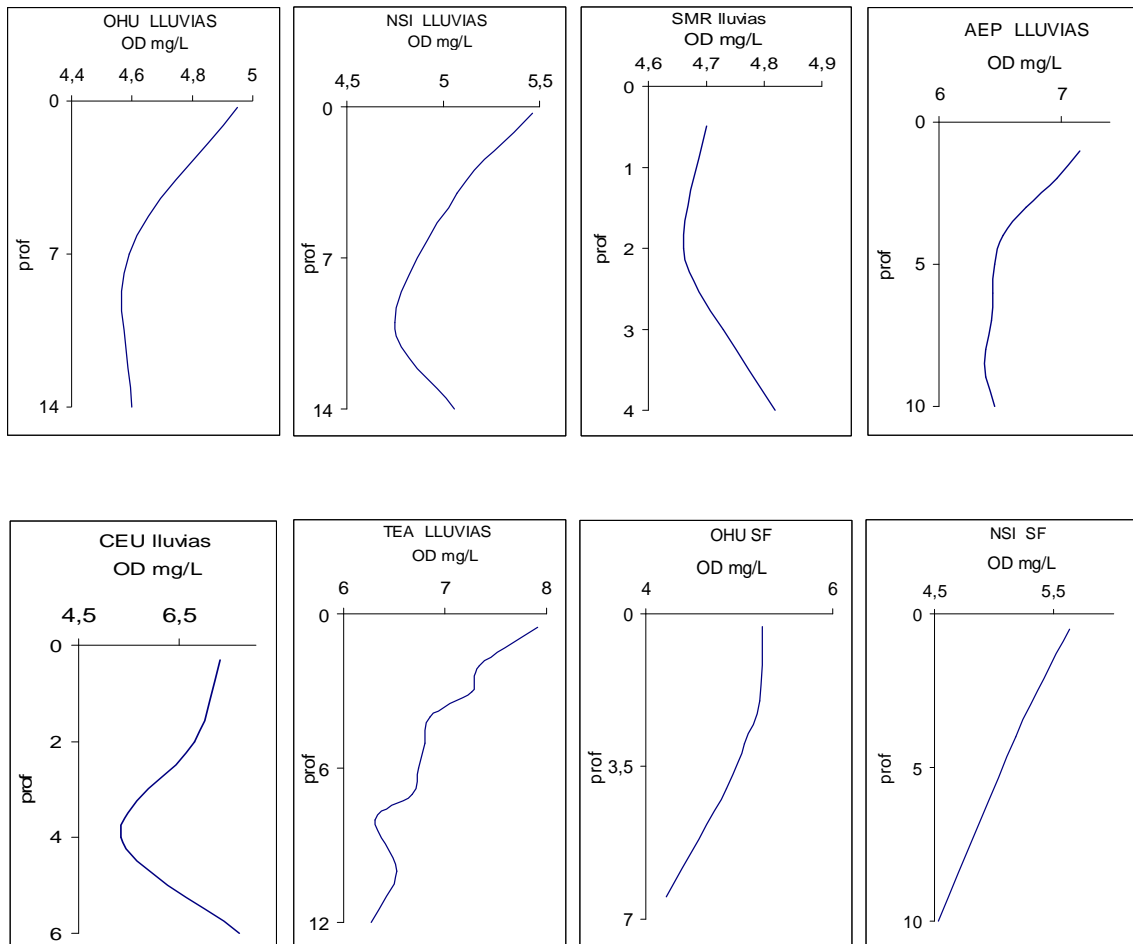 OHU LLUVIAS
OD mg/L
4,4 4,6 4,8 5
0
7
14
prof
NSI LLUVIAS
OD mg/L
4,5 5 5,5
0
7
14
prof
SMR lluvias
OD mg/L
4,6 4,7 4,8 4,9
0
1
2
3
4
prof
AEP LLUVIAS
OD mg/L
6 7
0
5
10
prof
CEU lluvias
OD mg/L
4,5 6,5
0
2
4
6
prof
TEA LLUVIAS
OD mg/L
6 7 8
0
6
12
prof
OHU SF
OD mg/L
4 6
0
3,5
7
prof
NSI SF
OD mg/L
4,5 5,5
0
5
10
prof